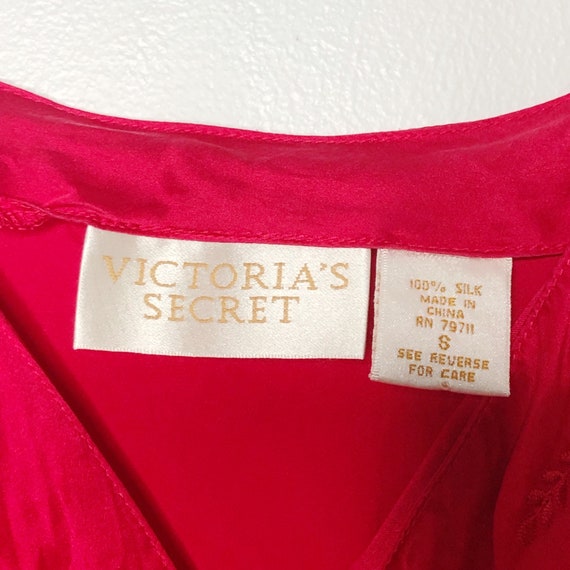 VICTORIA'S
SECRET
100% SILK
MADE IN
CHINA
RN 79711
S
SEE REVERSE
FOR CARE